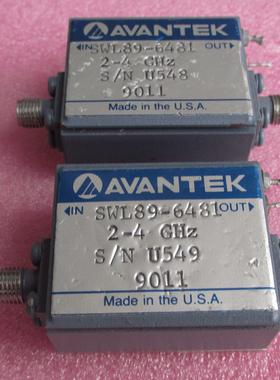 AVANTEK
IN SWL89-6481 OUT
2-4 GHz
S/N U548
9011
Made in the U.S.A.
AVANTEK
IN SWL89-6481 OUT
2-4 GHz
S/N U549
9011
Made in the U.S.A.